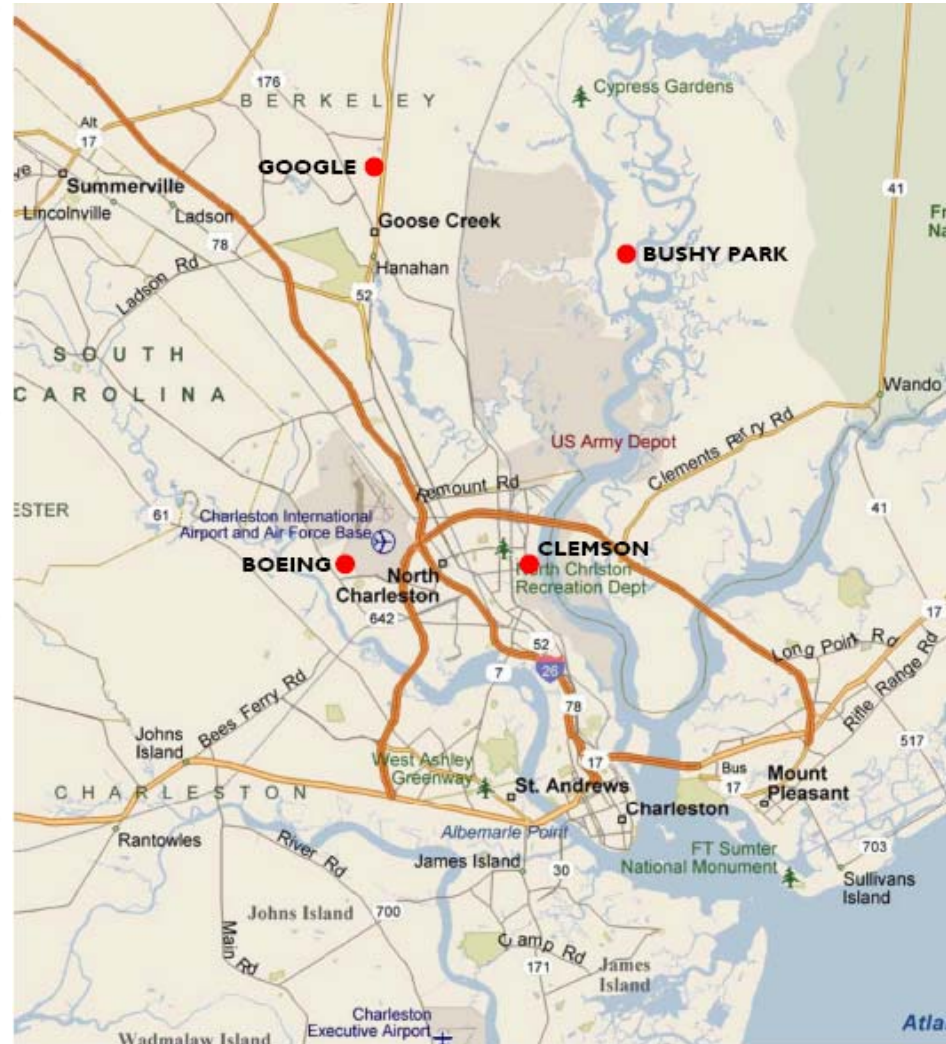 Cypress Gardens
176
B E R K E L E Y
Alt
17
GOOGLE
41
Summerville
Lincolnville
Ladson
Goose Creek
78
BUSHY PARK
Hanahan
Ladson Rd
52
S O U T H
C A R O L I N A
Wando
Clements Ferry Rd
US Army Depot
Remount Rd
41
61
Charleston International
Airport and Air Force Base
CLEMSON
BOEING
North
Charleston
North Chrlston
Recreation Dept
642
17
52
Long Point Rd
Rifle Range Rd
7
26
78
Bees Ferry Rd
Johns
Island
517
West Ashley
Greenway
17
Bus
17
Mount
Pleasant
C H A R L E S T O N
St. Andrews
Charleston
Rantowles
Albemarle Point
FT Sumter
National Monument
703
River Rd
James Island
30
Sullivans
Island
Johns Island
700
Main Rd
Camp Rd
171
James
Island
Charleston
Executive Airport
Wadmalaw Island